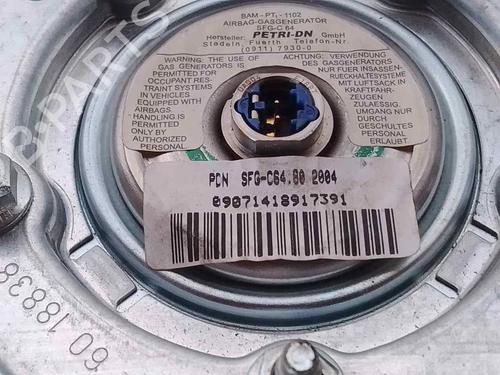 BAM-PT₁-1102
AIRBAG-GASGENERATOR
SFG-C 64
Hersteller: PETRI-DN GmbH
Stadeln, Fuerth Telefon-Nr.
(0911) 7930-0
WARNING: THE USE OF
GAS GENERATORS IS
PERMITTED FOR
OCCUPANT RES-
TRAINT SYSTEMS
IN VEHICLES
EQUIPPED WITH
AIRBAGS.
-HANDLING IS
PERMITTED
ONLY BY
AUTHORIZED
PERSONAL
ACHTUNG: VERWENDUNG
DES GASGENERATORS IST
NUR FUER INSASSEN-
RUECKHALTESYSTEME
MIT LUFTSACK IN
KRAFTFAHR-
ZEUGEN
ZULAESSIG.
UMGANG NUR
DURCH
GESCHULTES
PERSONAL
ERLAUBT.
PCN SFG-C64.80 2004
09071418917391
60 18838